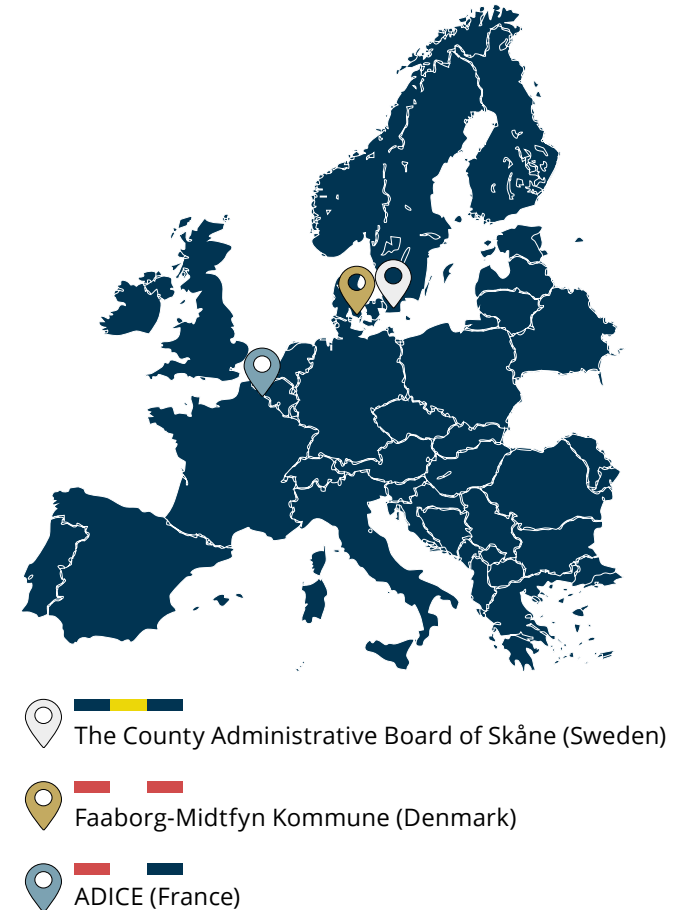 The County Administrative Board of Skåne (Sweden)
Faaborg-Midtfyn Kommune (Denmark)
ADICE (France)